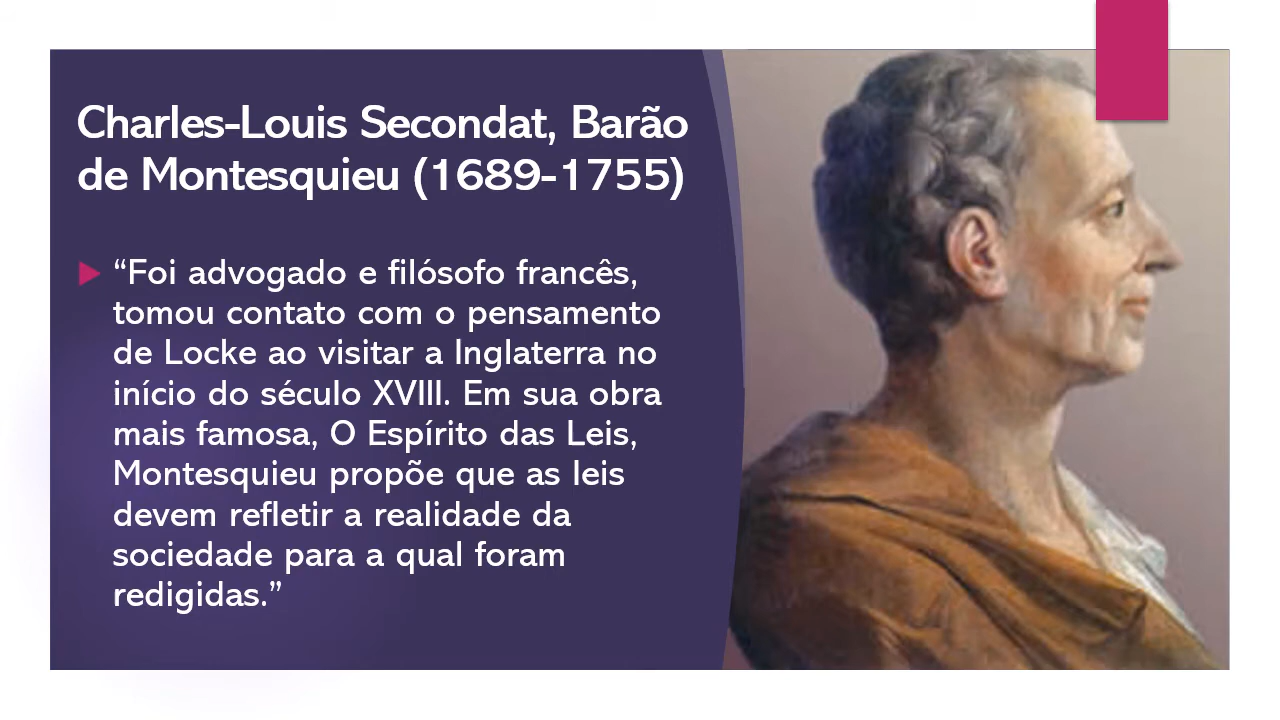 Charles-Louis Secondat, Barão
de Montesquieu (1689-1755)
“Foi advogado e filósofo francês,
tomou contato com o pensamento
de Locke ao visitar a Inglaterra no
início do século XVIII. Em sua obra
mais famosa, O Espírito das Leis,
Montesquieu propõe que as leis
devem refletir a realidade da
sociedade para a qual foram
redigidas.”